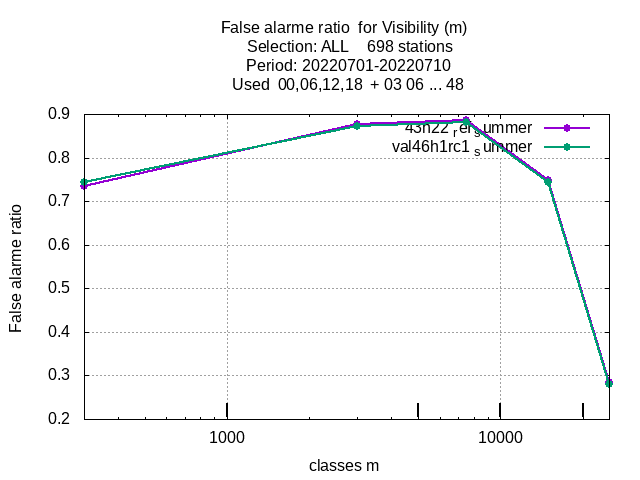 False alarme ratio for Visibility (m)
Selection: ALL 698 stations
Period: 20220701-20220710
Used 00,06,12,18 + 03 06 ... 48
0.9
43h22_ref_summer
0.8
val46h1rc1_summer
0.7
0.6
0.5
0.4
0.3
0.2
False alarme ratio
1000
10000
classes m